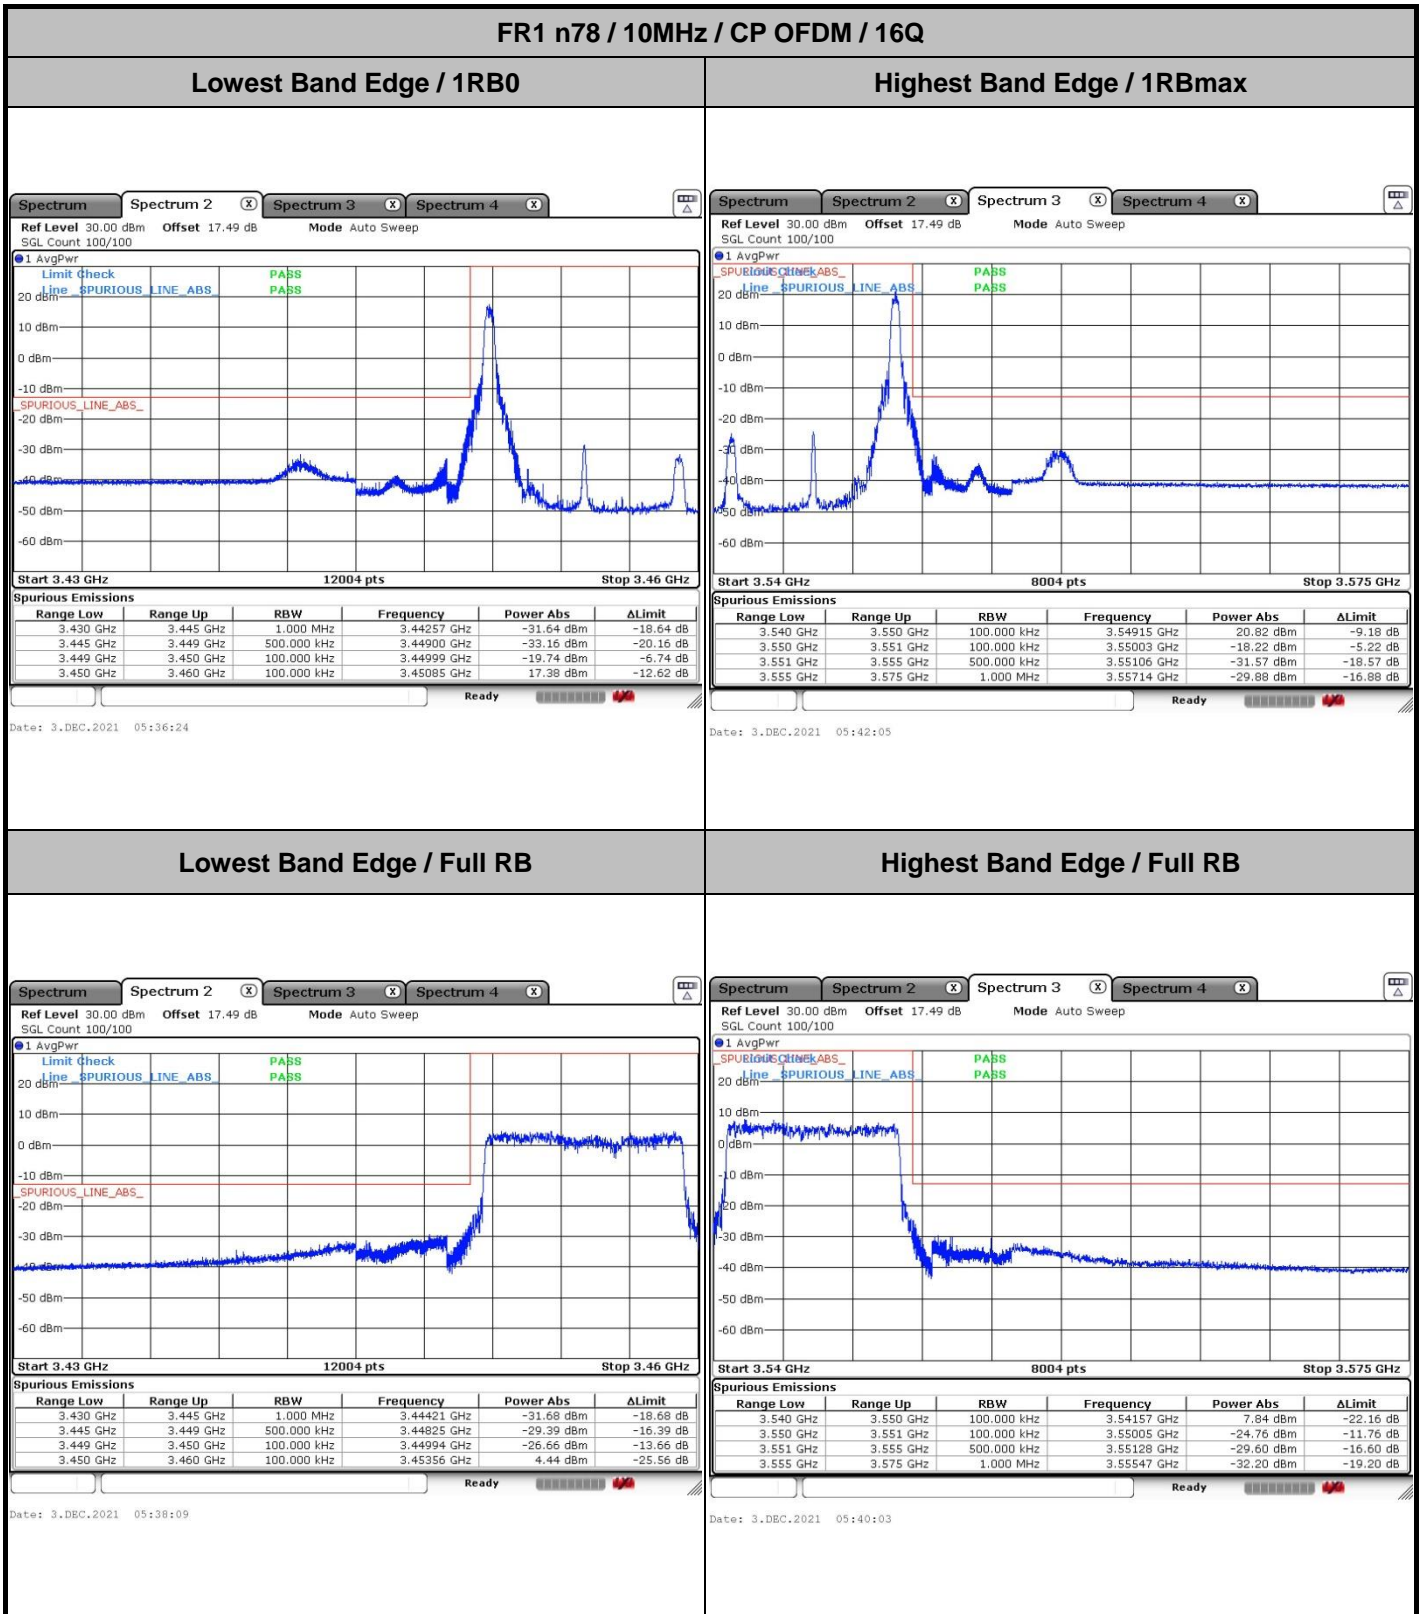 FR1 n78 / 10MHz / CP OFDM / 16Q
Lowest Band Edge / 1RB0
Highest Band Edge / 1RBmax
Spectrum Spectrum 2 X Spectrum 3 X Spectrum 4 X
Ref Level 30.00 dBm Offset 17.49 dB Mode Auto Sweep
SGL Count 100/100
1 AvgPwr
Limit Check PASS
Line _SPURIOUS_LINE_ABS_ PASS
20 dBm
10 dBm
0 dBm
-10 dBm
_SPURIOUS_LINE_ABS_
-20 dBm
-30 dBm
-40 dBm
-50 dBm
-60 dBm
Start 3.43 GHz 12004 pts Stop 3.46 GHz
Spurious Emissions
Range Low Range Up RBW Frequency Power Abs ΔLimit
3.430 GHz 3.445 GHz 1.000 MHz 3.44257 GHz -31.64 dBm -18.64 dB
3.445 GHz 3.449 GHz 500.000 kHz 3.44900 GHz -33.16 dBm -20.16 dB
3.449 GHz 3.450 GHz 100.000 kHz 3.44999 GHz -19.74 dBm -6.74 dB
3.450 GHz 3.460 GHz 100.000 kHz 3.45085 GHz 17.38 dBm -12.62 dB
Ready
Date: 3.DEC.2021 05:36:24
Spectrum Spectrum 2 X Spectrum 3 X Spectrum 4 X
Ref Level 30.00 dBm Offset 17.49 dB Mode Auto Sweep
SGL Count 100/100
1 AvgPwr
_SPURIOUS_LINE_ABS_
Limit Check PASS
Line _SPURIOUS_LINE_ABS_ PASS
20 dBm
10 dBm
0 dBm
-10 dBm
-20 dBm
-30 dBm
-40 dBm
-50 dBm
-60 dBm
Start 3.54 GHz 8004 pts Stop 3.575 GHz
Spurious Emissions
Range Low Range Up RBW Frequency Power Abs ΔLimit
3.540 GHz 3.550 GHz 100.000 kHz 3.54915 GHz 20.82 dBm -9.18 dB
3.550 GHz 3.551 GHz 100.000 kHz 3.55003 GHz -18.22 dBm -5.22 dB
3.551 GHz 3.555 GHz 500.000 kHz 3.55106 GHz -31.57 dBm -18.57 dB
3.555 GHz 3.575 GHz 1.000 MHz 3.55714 GHz -29.88 dBm -16.88 dB
Ready
Date: 3.DEC.2021 05:42:05
Lowest Band Edge / Full RB
Highest Band Edge / Full RB
Spectrum Spectrum 2 X Spectrum 3 X Spectrum 4 X
Ref Level 30.00 dBm Offset 17.49 dB Mode Auto Sweep
SGL Count 100/100
1 AvgPwr
Limit Check PASS
Line _SPURIOUS_LINE_ABS_ PASS
20 dBm
10 dBm
0 dBm
-10 dBm
_SPURIOUS_LINE_ABS_
-20 dBm
-30 dBm
-40 dBm
-50 dBm
-60 dBm
Start 3.43 GHz 12004 pts Stop 3.46 GHz
Spurious Emissions
Range Low Range Up RBW Frequency Power Abs ΔLimit
3.430 GHz 3.445 GHz 1.000 MHz 3.44421 GHz -31.68 dBm -18.68 dB
3.445 GHz 3.449 GHz 500.000 kHz 3.44825 GHz -29.39 dBm -16.39 dB
3.449 GHz 3.450 GHz 100.000 kHz 3.44994 GHz -26.66 dBm -13.66 dB
3.450 GHz 3.460 GHz 100.000 kHz 3.45356 GHz 4.44 dBm -25.56 dB
Ready
Date: 3.DEC.2021 05:38:09
Spectrum Spectrum 2 X Spectrum 3 X Spectrum 4 X
Ref Level 30.00 dBm Offset 17.49 dB Mode Auto Sweep
SGL Count 100/100
1 AvgPwr
_SPURIOUS_LINE_ABS_
Limit Check PASS
Line _SPURIOUS_LINE_ABS_ PASS
20 dBm
10 dBm
0 dBm
-10 dBm
-20 dBm
-30 dBm
-40 dBm
-50 dBm
-60 dBm
Start 3.54 GHz 8004 pts Stop 3.575 GHz
Spurious Emissions
Range Low Range Up RBW Frequency Power Abs ΔLimit
3.540 GHz 3.550 GHz 100.000 kHz 3.54157 GHz 7.84 dBm -22.16 dB
3.550 GHz 3.551 GHz 100.000 kHz 3.55005 GHz -24.76 dBm -11.76 dB
3.551 GHz 3.555 GHz 500.000 kHz 3.55128 GHz -29.60 dBm -16.60 dB
3.555 GHz 3.575 GHz 1.000 MHz 3.55547 GHz -32.20 dBm -19.20 dB
Ready
Date: 3.DEC.2021 05:40:03